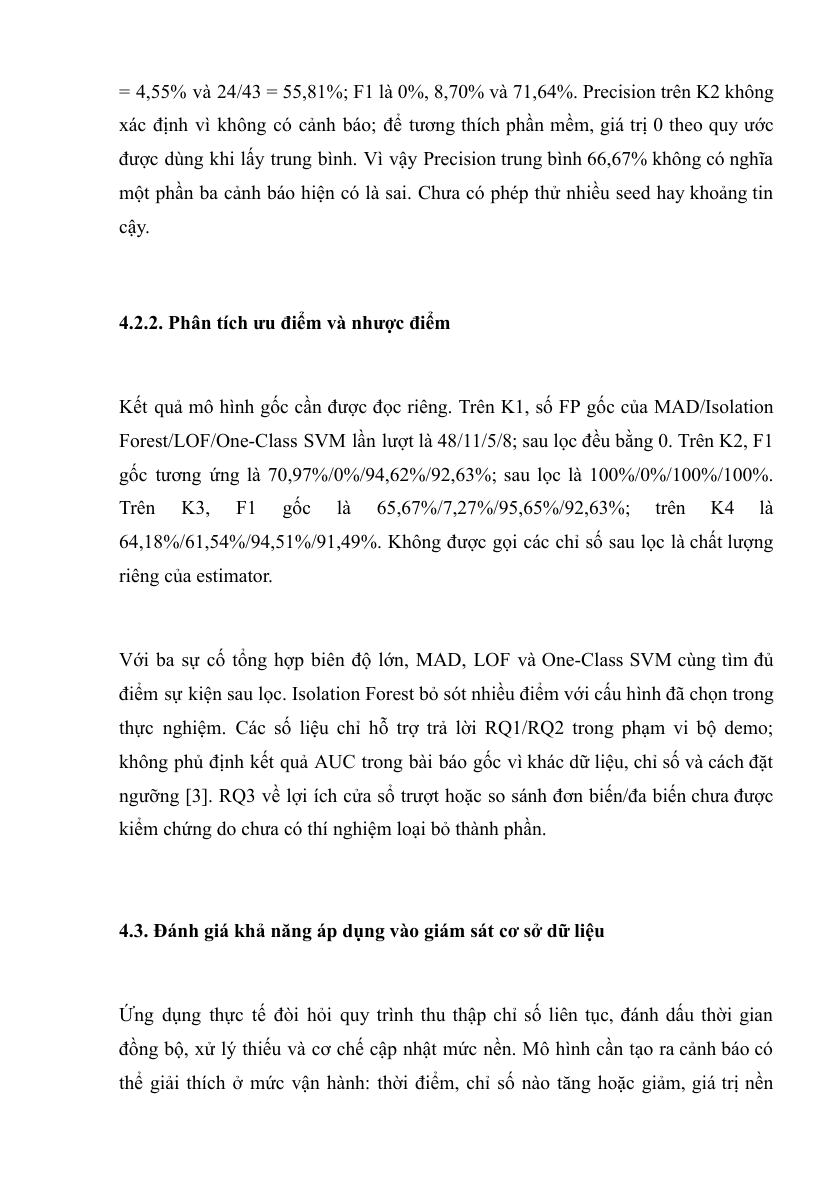 = 4,55% và 24/43 = 55,81%; F1 là 0%, 8,70% và 71,64%. Precision trên K2 không
xác định vì không có cảnh báo; để tương thích phần mềm, giá trị 0 theo quy ước
được dùng khi lấy trung bình. Vì vậy Precision trung bình 66,67% không có nghĩa
một phần ba cảnh báo hiện có là sai. Chưa có phép thử nhiều seed hay khoảng tin
cậy.
4.2.2. Phân tích ưu điểm và nhược điểm
Kết quả mô hình gốc cần được đọc riêng. Trên K1, số FP gốc của MAD/Isolation
Forest/LOF/One-Class SVM lần lượt là 48/11/5/8; sau lọc đều bằng 0. Trên K2, F1
gốc tương ứng là 70,97%/0%/94,62%/92,63%; sau lọc là 100%/0%/100%/100%.
Trên K3, F1 gốc là 65,67%/7,27%/95,65%/92,63%; trên K4 là
64,18%/61,54%/94,51%/91,49%. Không được gọi các chỉ số sau lọc là chất lượng
riêng của estimator.
Với ba sự cố tổng hợp biên độ lớn, MAD, LOF và One-Class SVM cùng tìm đủ
điểm sự kiện sau lọc. Isolation Forest bỏ sót nhiều điểm với cấu hình đã chọn trong
thực nghiệm. Các số liệu chỉ hỗ trợ trả lời RQ1/RQ2 trong phạm vi bộ demo;
không phủ định kết quả AUC trong bài báo gốc vì khác dữ liệu, chỉ số và cách đặt
ngưỡng [3]. RQ3 về lợi ích cửa sổ trượt hoặc so sánh đơn biến/đa biến chưa được
kiểm chứng do chưa có thí nghiệm loại bỏ thành phần.
4.3. Đánh giá khả năng áp dụng vào giám sát cơ sở dữ liệu
Ứng dụng thực tế đòi hỏi quy trình thu thập chỉ số liên tục, đánh dấu thời gian
đồng bộ, xử lý thiếu và cơ chế cập nhật mức nền. Mô hình cần tạo ra cảnh báo có
thể giải thích ở mức vận hành: thời điểm, chỉ số nào tăng hoặc giảm, giá trị nền